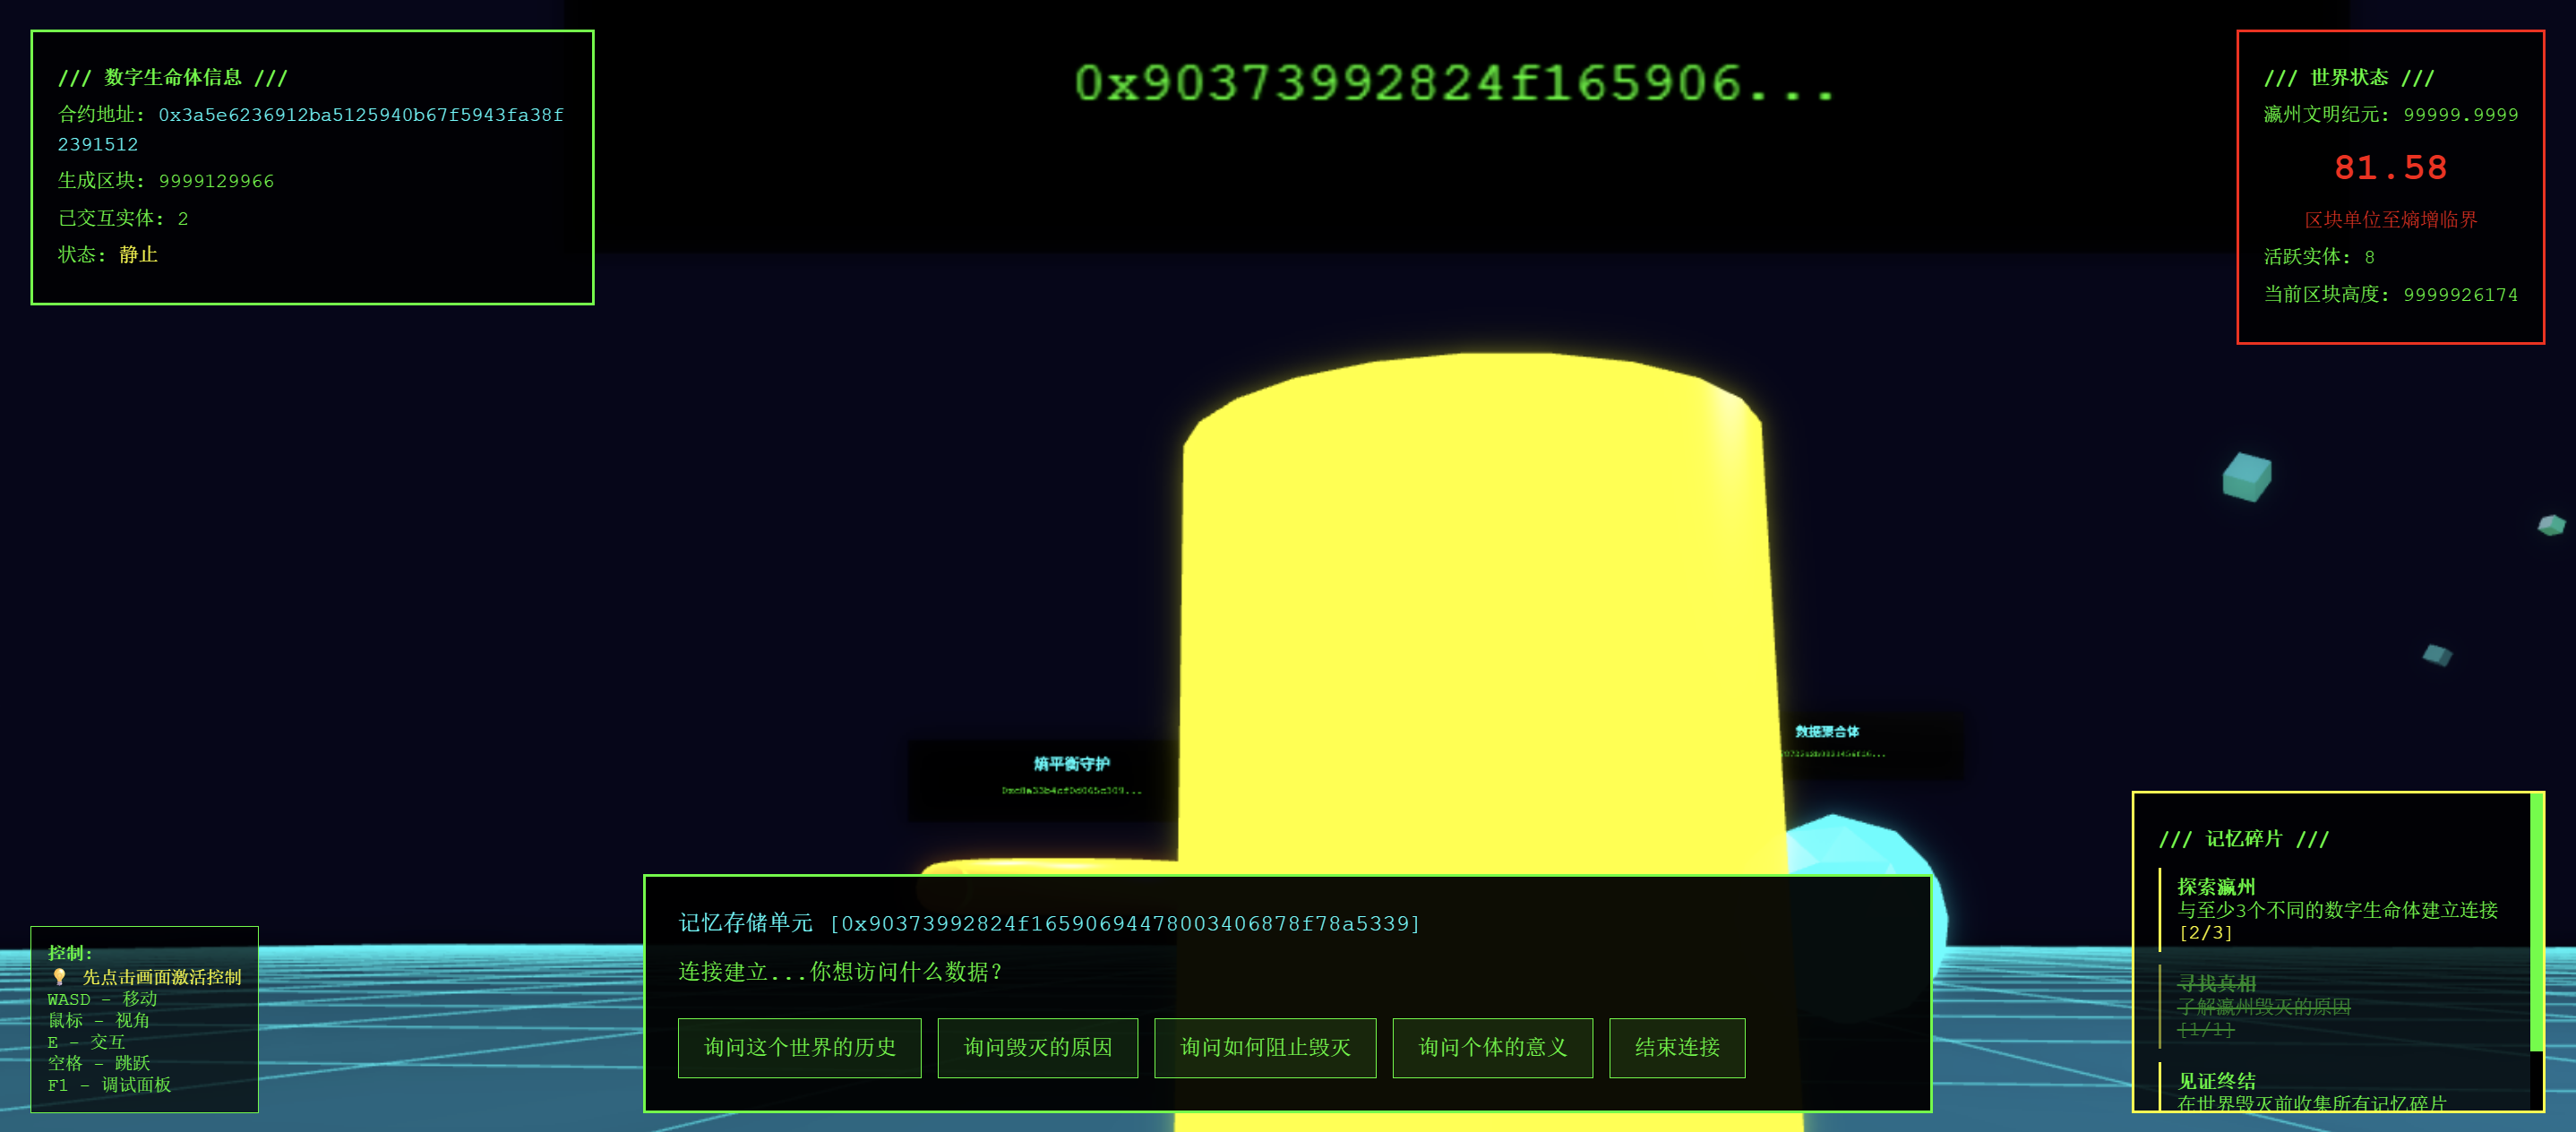 /// 数字生命体信息 ///
合约地址: 0x3a5e6236912ba5125940b67f5943fa38f
2391512
生成区块: 9999129966
已交互实体: 2
状态: 静止
0x90373992824f165906...
/// 世界状态 ///
瀛州文明纪元: 99999.9999
81.58
区块单位至熵增临界
活跃实体: 8
当前区块高度: 9999926174
熵平衡守护
数据聚合体
控制:
💡 先点击画面激活控制
WASD - 移动
鼠标 - 视角
E - 交互
空格 - 跳跃
F1 - 调试面板
记忆存储单元 [0x90373992824f16590694478003406878f78a5339]
连接建立...你想访问什么数据?
询问这个世界的历史
询问毁灭的原因
询问如何阻止毁灭
询问个体的意义
结束连接
/// 记忆碎片 ///
探索瀛州
与至少3个不同的数字生命体建立连接
[2/3]
寻找真相
了解瀛州毁灭的原因
[1/1]
见证终结
在世界毁灭前收集所有记忆碎片